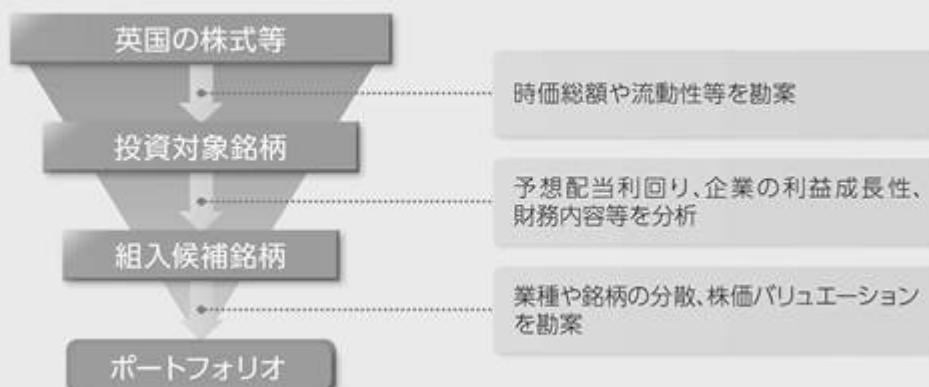 英国の株式等
時価総額や流動性等を勘案
投資対象銘柄
予想配当利回り、企業の利益成長性、
財務内容等を分析
組入候補銘柄
業種や銘柄の分散、株価バリュエーション
を勘案
ポートフォリオ